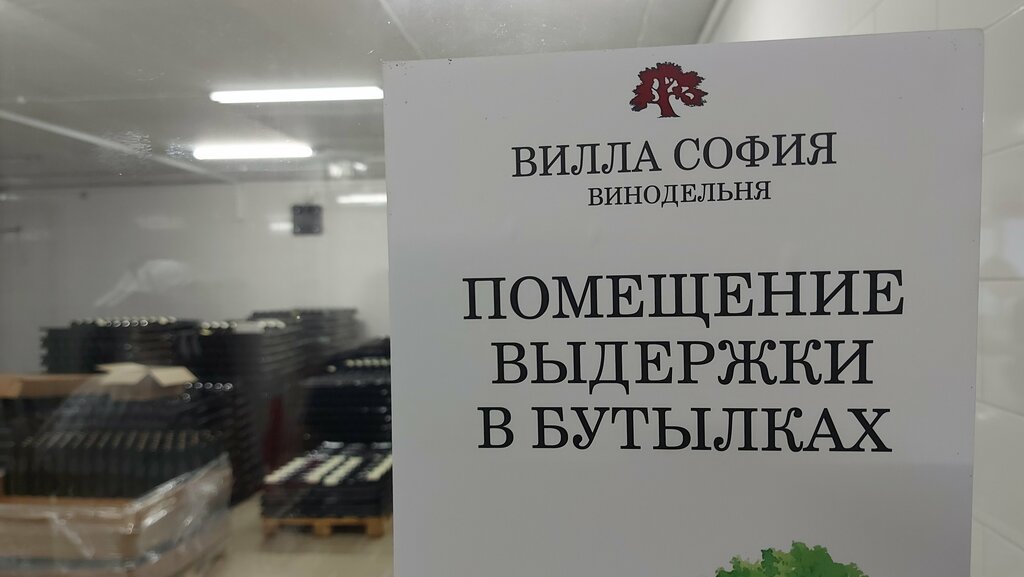 ВИЛЛА СОФИЯ
ВИНОДЕЛЬНЯ
ПОМЕЩЕНИЕ
ВЫДЕРЖКИ
В БУТЫЛКАХ